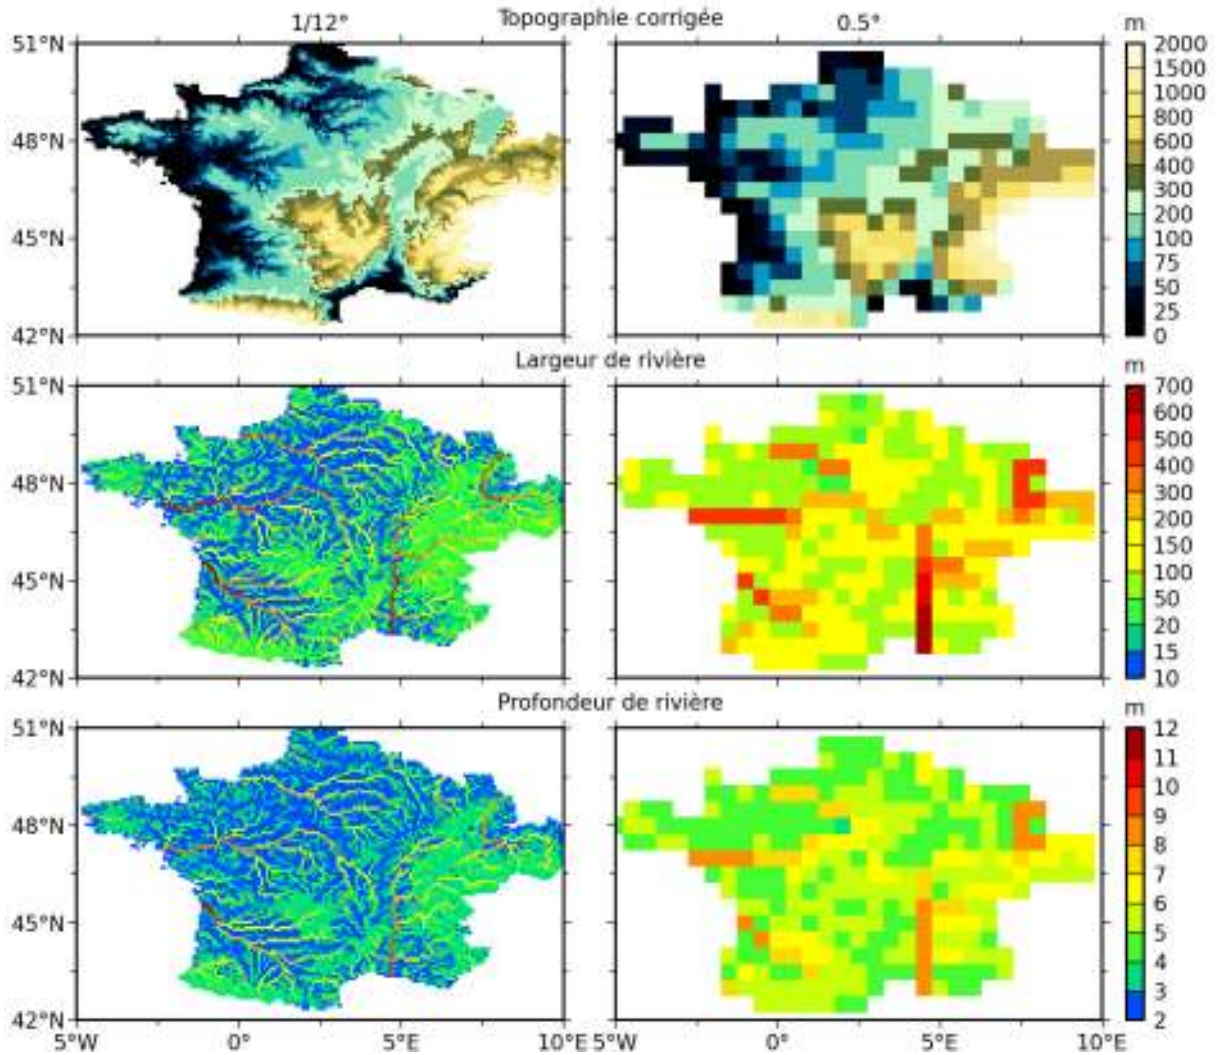 Topographie corrigée
1/12° 0.5° m
51°N
48°N
45°N
42°N
2000
1500
1000
800
600
400
300
200
100
75
50
25
0
Largeur de rivière
m
51°N
48°N
45°N
42°N
700
600
500
400
300
200
150
100
50
20
15
10
Profondeur de rivière
m
51°N
48°N
45°N
42°N
12
11
10
9
8
7
6
5
4
3
2
5°W 0° 5°E 10°E 5°W 0° 5°E 10°E